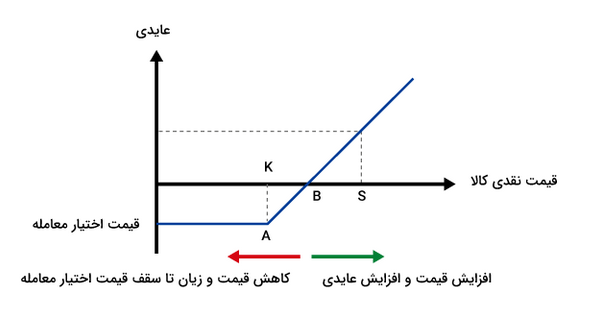 عایدی
قیمت نقدی کالا
K
B
S
قیمت اختیار معامله
A
افزایش قیمت و افزایش عایدی
کاهش قیمت و زیان تا سقف قیمت اختیار معامله